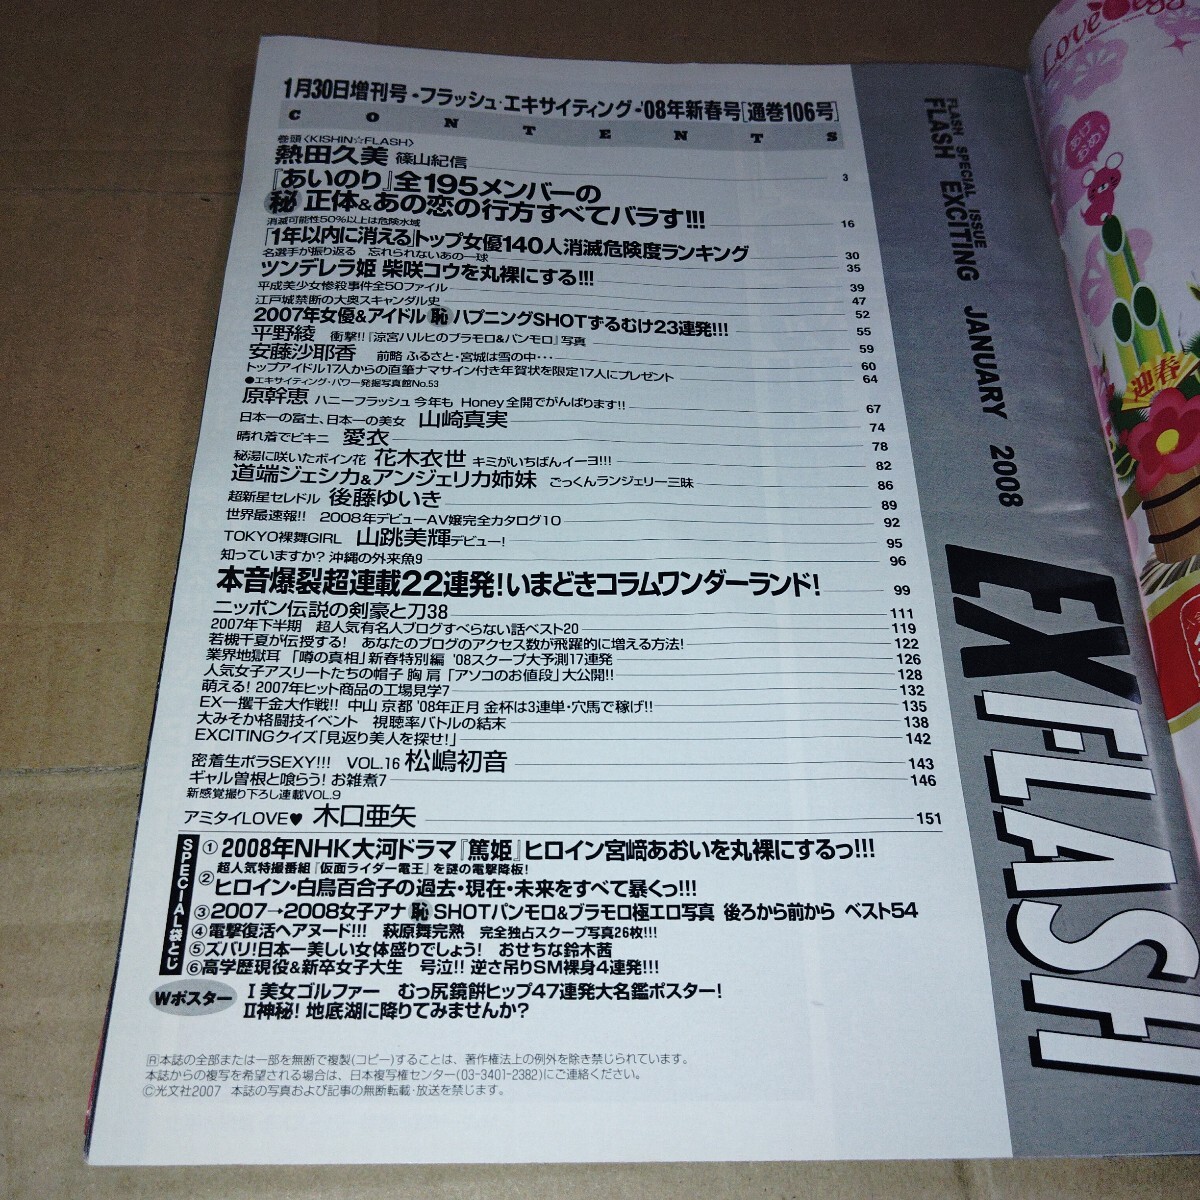 1月30日増刊号-フラッシュ・エキサイティング-'08年新春号[通巻106号]
CONTENTS
巻頭〈KISHIN☆FLASH〉
熱田久美 篠山紀信 3
『あいのり』全195メンバーの
㊙正体&あの恋の行方すべてバラす!!! 16
消滅可能性50%以上は危険水域
「1年以内に消える」トップ女優140人消滅危険度ランキング 30
名選手が振り返る 忘れられないあの一球 35
ツンデレラ姫 柴咲コウを丸裸にする!!! 39
平成美少女惨殺事件全50ファイル 47
江戸城禁断の大奥スキャンダル史 52
2007年女優&アイドル恥ハプニングSHOTずるむけ23連発!!! 55
平野綾 衝撃!!『涼宮ハルヒのブラモロ&パンモロ』写真 59
安藤沙耶香 前略 ふるさと・宮城は雪の中・・・ 60
トップアイドル17人からの直筆ナマサイン付き年賀状を限定17人にプレゼント 64
●エキサイティング・パワー発掘写真館No.53
原幹恵 ハニーフラッシュ 今年も Honey全開でがんばります!! 67
日本一の富士、日本一の美女 山崎真実 74
晴れ着でビキニ 愛衣 78
秘湯に咲いたボイン花 花木衣世 キミがいちばんイーヨ!!! 82
道端ジェシカ&アンジェリカ姉妹 ごっくんランジェリー三昧 86
超新星セレドル 後藤ゆいき 89
世界最速報!! 2008年デビューAV嬢完全カタログ10 92
TOKYO裸舞GIRL 山跳美輝デビュー! 95
知っていますか? 沖縄の外来魚9 96
本音爆裂超連載22連発!いまどきコラムワンダーランド! 99
ニッポン伝説の剣豪と刀38 111
2007年下半期 超人気有名人ブログすべらない話ベスト20 119
若槻千夏が伝授する! あなたのブログのアクセス数が飛躍的に増える方法! 122
業界地獄耳 「噂の真相」新春特別編 '08スクープ大予測17連発 126
人気女子アスリートたちの帽子 胸 肩「アソコのお値段」大公開!! 128
萌える! 2007年ヒット商品の工場見学7 132
EX一攫千金大作戦!! 中山 京都 '08年正月 金杯は3連単・穴馬で稼げ!! 135
大みそか格闘技イベント 視聴率バトルの結末 138
EXCITINGクイズ「見返り美人を探せ!」 142
密着生ポラSEXY!!! VOL.16 松嶋初音 143
ギャル曽根と喰らう! お雑煮7 146
新感覚撮り下ろし連載VOL.9
アミタイLOVE♥ 木口亜矢 151
SPECIAL袋とじ
① 2008年NHK大河ドラマ『篤姫』ヒロイン宮﨑あおいを丸裸にするっ!!!
② 超人気特撮番組『仮面ライダー電王』を謎の電撃降板!
ヒロイン・白鳥百合子の過去・現在・未来をすべて暴くっ!!!
③ 2007→2008女子アナ恥SHOTパンモロ&ブラモロ極エロ写真 後ろから前から ベスト54
④ 電撃復活ヘアヌード!!! 萩原舞完熟 完全独占スクープ写真26枚!!!
⑤ ズバリ!日本一美しい女体盛りでしょう! おせちな鈴木茜
⑥ 高学歴現役&新卒女子大生 号泣!! 逆さ吊りSM裸身4連発!!!
Wポスター
Ⅰ美女ゴルファー むっ尻鏡餅ヒップ47連発大名鑑ポスター!
Ⅱ神秘! 地底湖に降りてみませんか?
Ⓡ本誌の全部または一部を無断で複製(コピー)することは、著作権法上の例外を除き禁じられています。
本誌からの複写を希望される場合は、日本複写権センター(03-3401-2382)にご連絡ください。
©光文社2007 本誌の写真および記事の無断転載・放送を禁じます。
FLASH SPECIAL ISSUE
FLASH EXCITING JANUARY 2008
EX FLASH
Love
あけおめ!
迎春